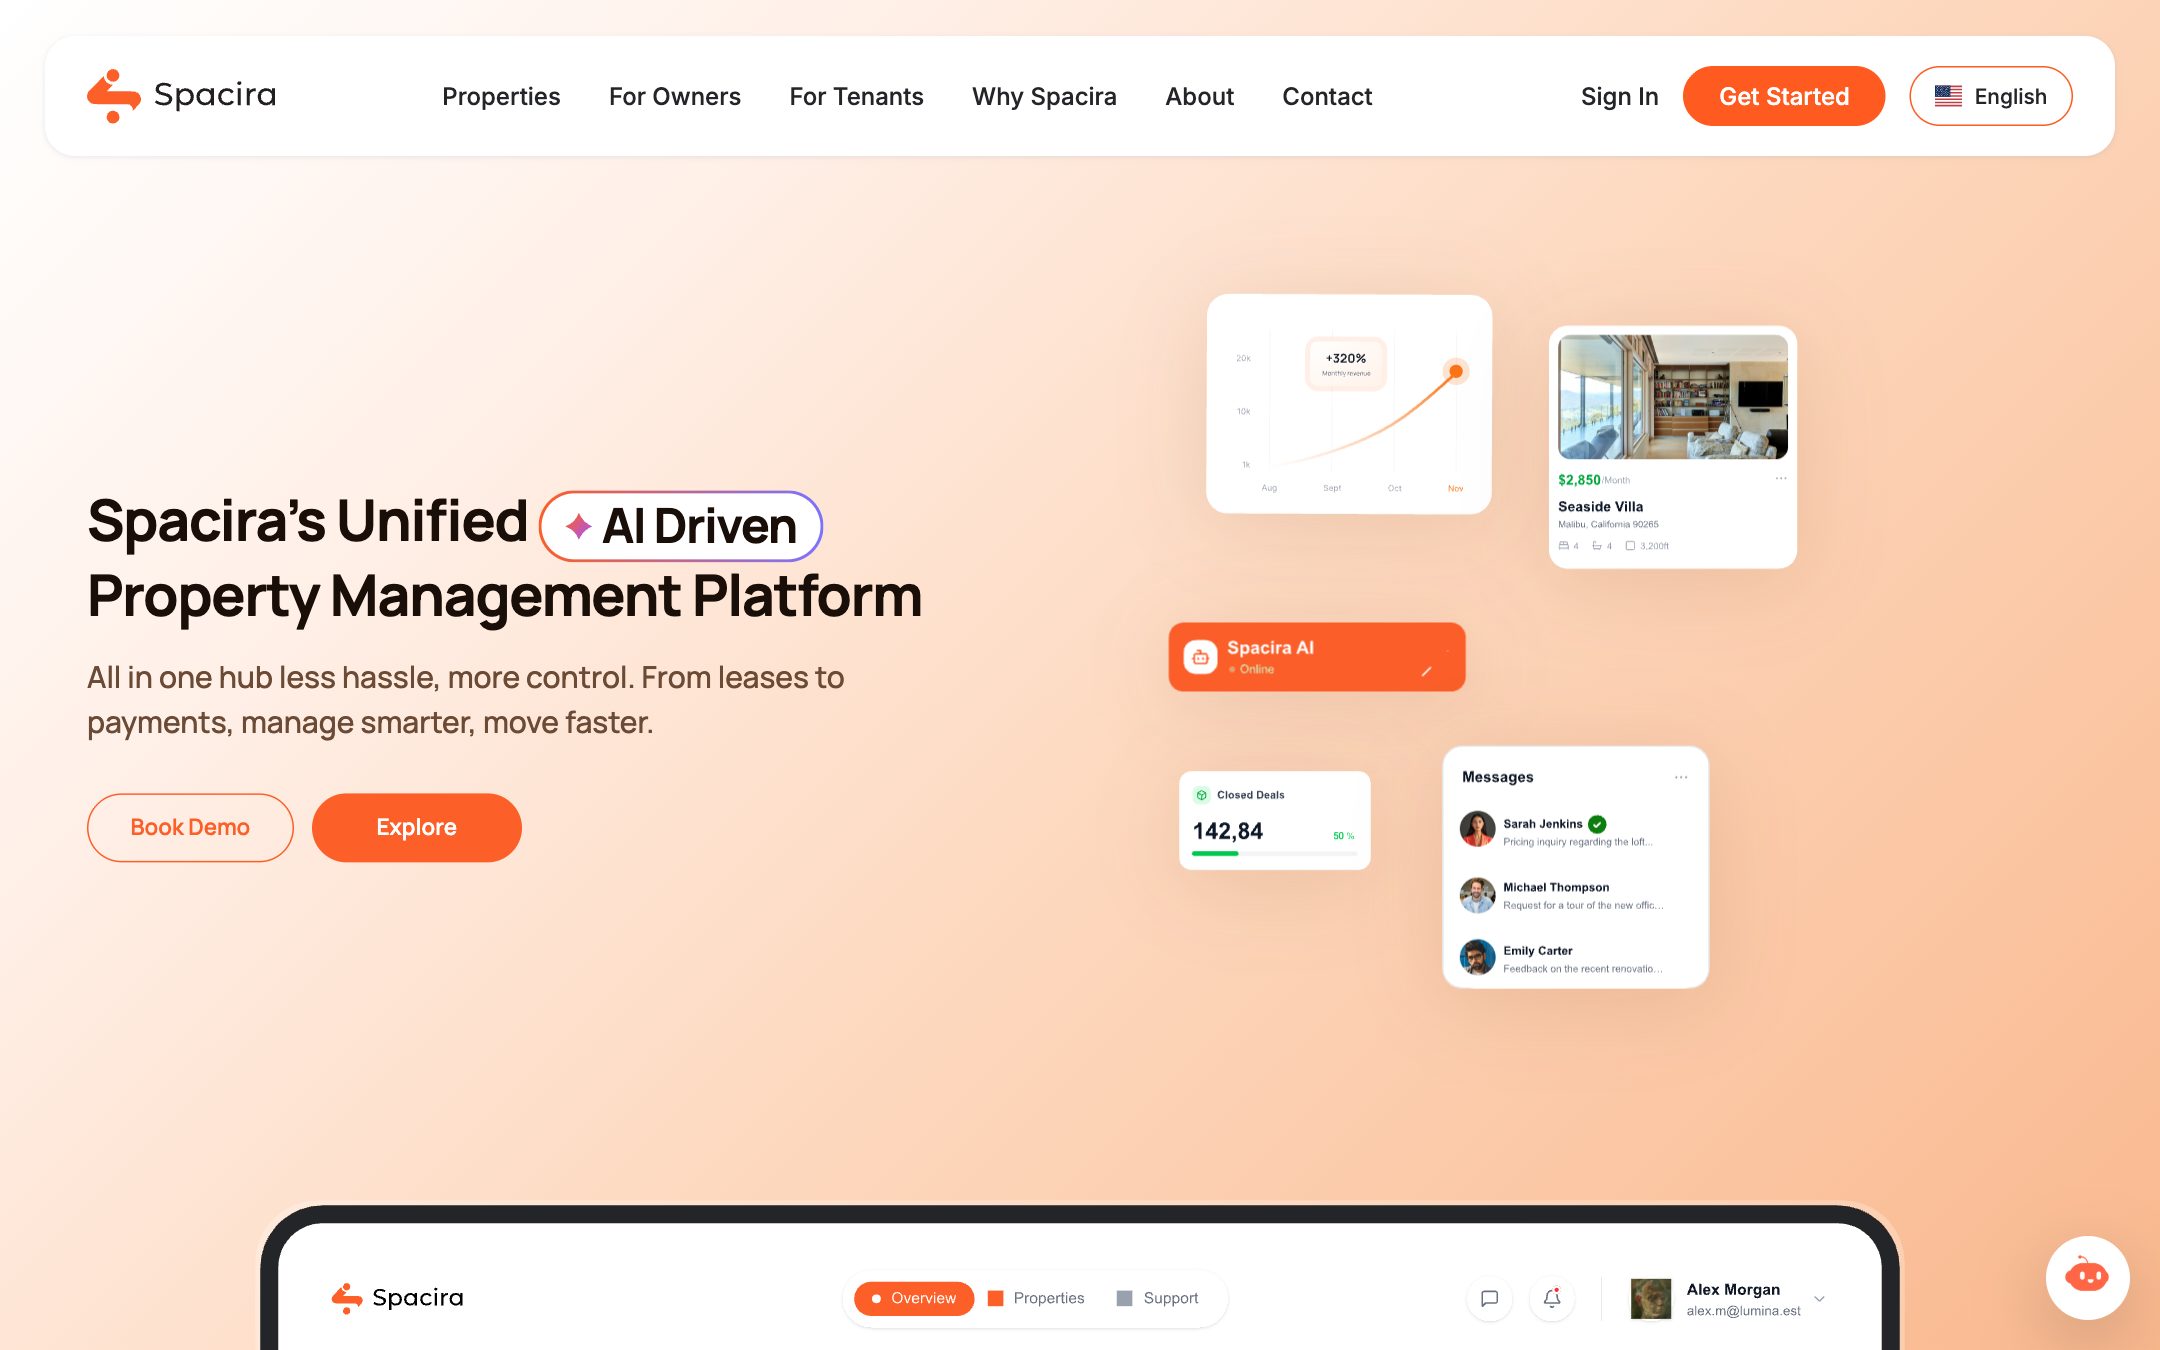 Spacira
Properties
For Owners
For Tenants
Why Spacira
About
Contact
Sign In
Get Started
English
Spacira's Unified AI Driven
Property Management Platform
All in one hub less hassle, more control. From leases to
payments, manage smarter, move faster.
Book Demo
Explore
20k
10k
1k
+320%
Monthly revenue
Aug
Sept
Oct
Nov
$2,850/Month
Seaside Villa
Malibu, California 90265
4
4
3,200ft
Spacira AI
Online
Closed Deals
142,84
50 %
Messages
Sarah Jenkins
Pricing inquiry regarding the loft...
Michael Thompson
Request for a tour of the new offic...
Emily Carter
Feedback on the recent renovatio...
Spacira
Overview
Properties
Support
Alex Morgan
alex.m@lumina.est